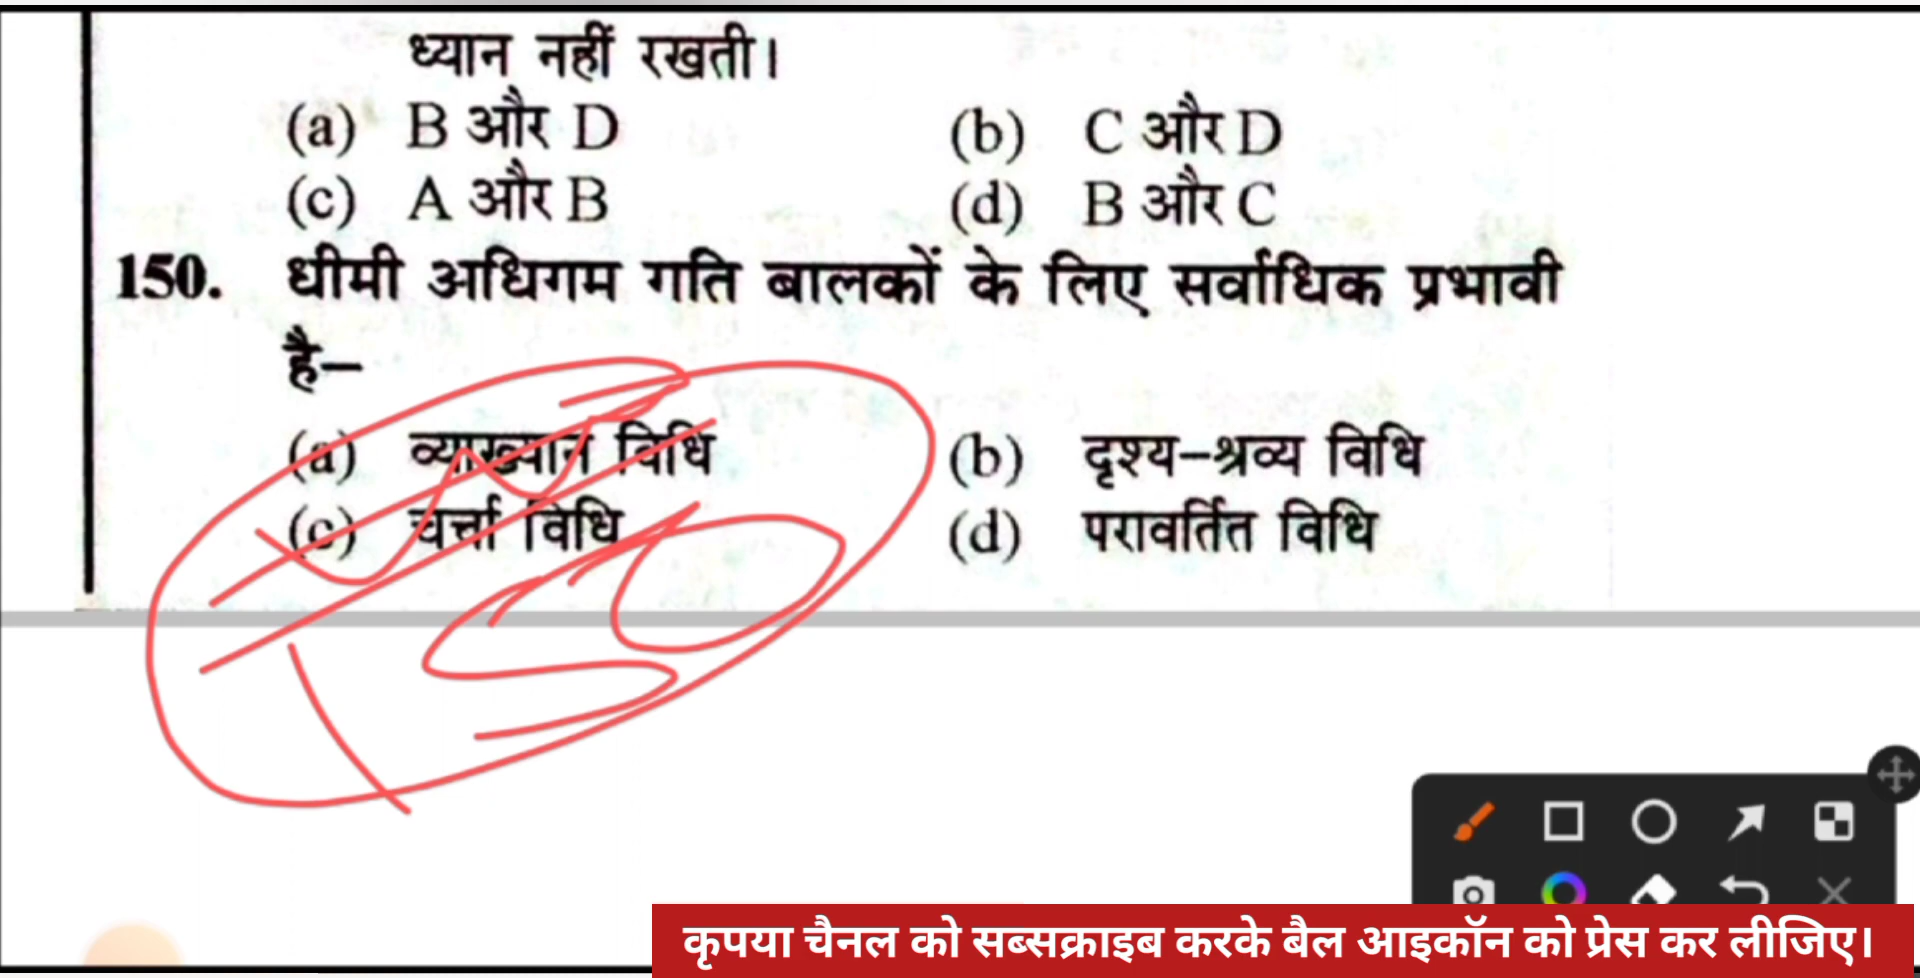 ध्यान नहीं रखती।
(a) B और D (b) C और D
(c) A और B (d) B और C
150. धीमी अधिगम गति बालकों के लिए सर्वाधिक प्रभावी
है–
(a) व्याख्यान विधि (b) दृश्य–श्रव्य विधि
(c) चर्त्ता विधि (d) परावर्तित विधि
150
कृपया चैनल को सब्सक्राइब करके बैल आइकॉन को प्रेस कर लीजिए।